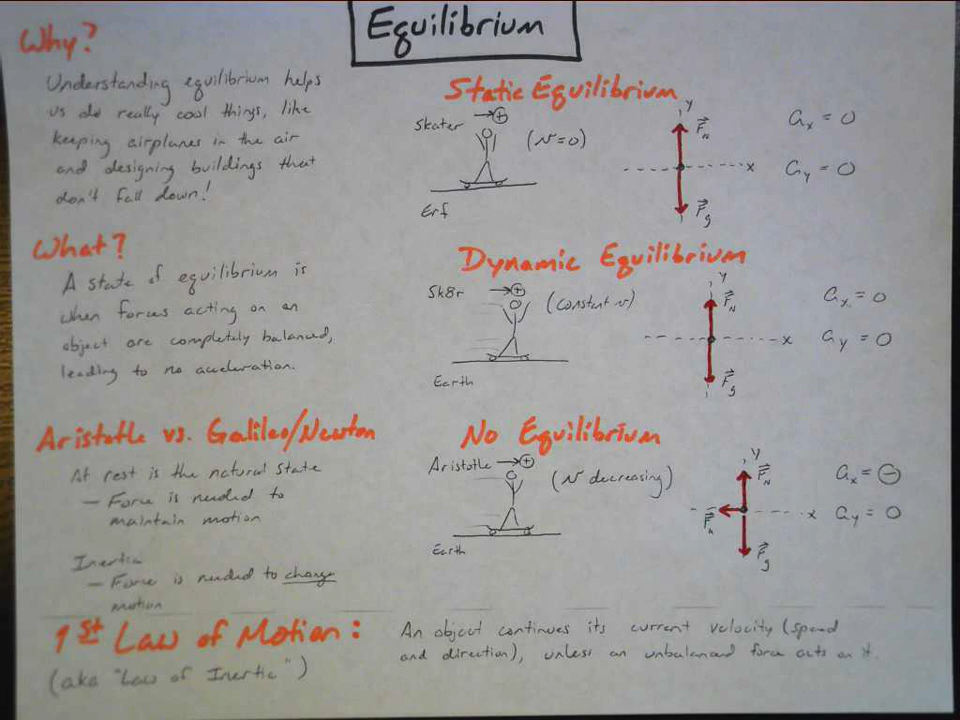 Equilibrium
Why?
Understanding equilibrium helps
us do really cool things, like
keeping airplanes in the air
and designing buildings that
don't fall down!
What?
A state of equilibrium is
when forces acting on an
object are completely balanced,
leading to no acceleration.
Aristotle vs. Galileo/Newton
At rest is the natural state
– Force is needed to
maintain motion
Inertia
– Force is needed to change
motion
Static Equilibrium
Skater → +
(v=0)
Erf
y
F⃗N
x
F⃗g
ax = 0
ay = 0
Dynamic Equilibrium
Sk8r → +
(constant v)
Earth
y
F⃗N
x
F⃗g
ax = 0
ay = 0
No Equilibrium
Aristotle → +
(v decreasing)
Earth
y
F⃗N
x
F⃗g
ax = ⊖
ay = 0
1st Law of Motion:
(aka "Law of Inertia")
An object continues its current velocity (speed
and direction), unless an unbalanced force acts on it.